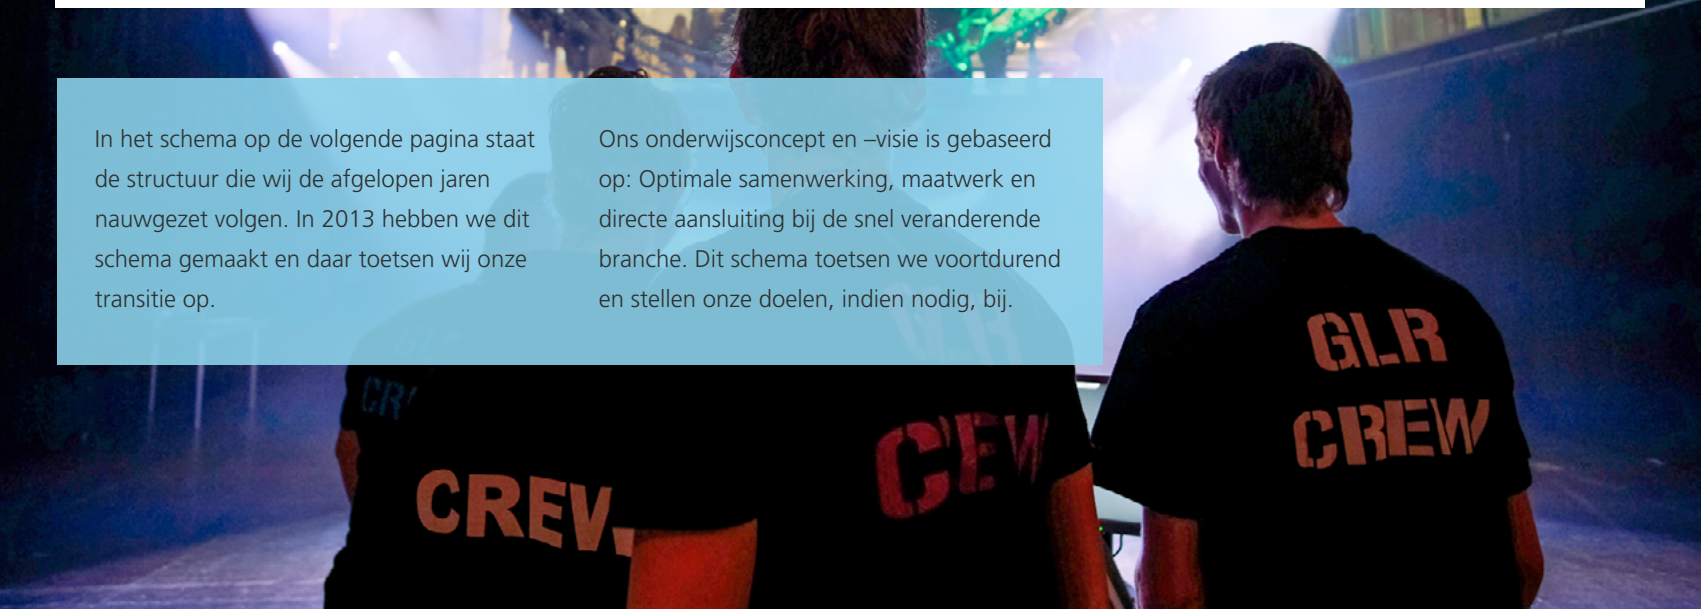 In het schema op de volgende pagina staat
de structuur die wij de afgelopen jaren
nauwgezet volgen. In 2013 hebben we dit
schema gemaakt en daar toetsen wij onze
transitie op.
Ons onderwijsconcept en –visie is gebaseerd
op: Optimale samenwerking, maatwerk en
directe aansluiting bij de snel veranderende
branche. Dit schema toetsen we voortdurend
en stellen onze doelen, indien nodig, bij.
GLR
CREW
GLR
CREW
CREW